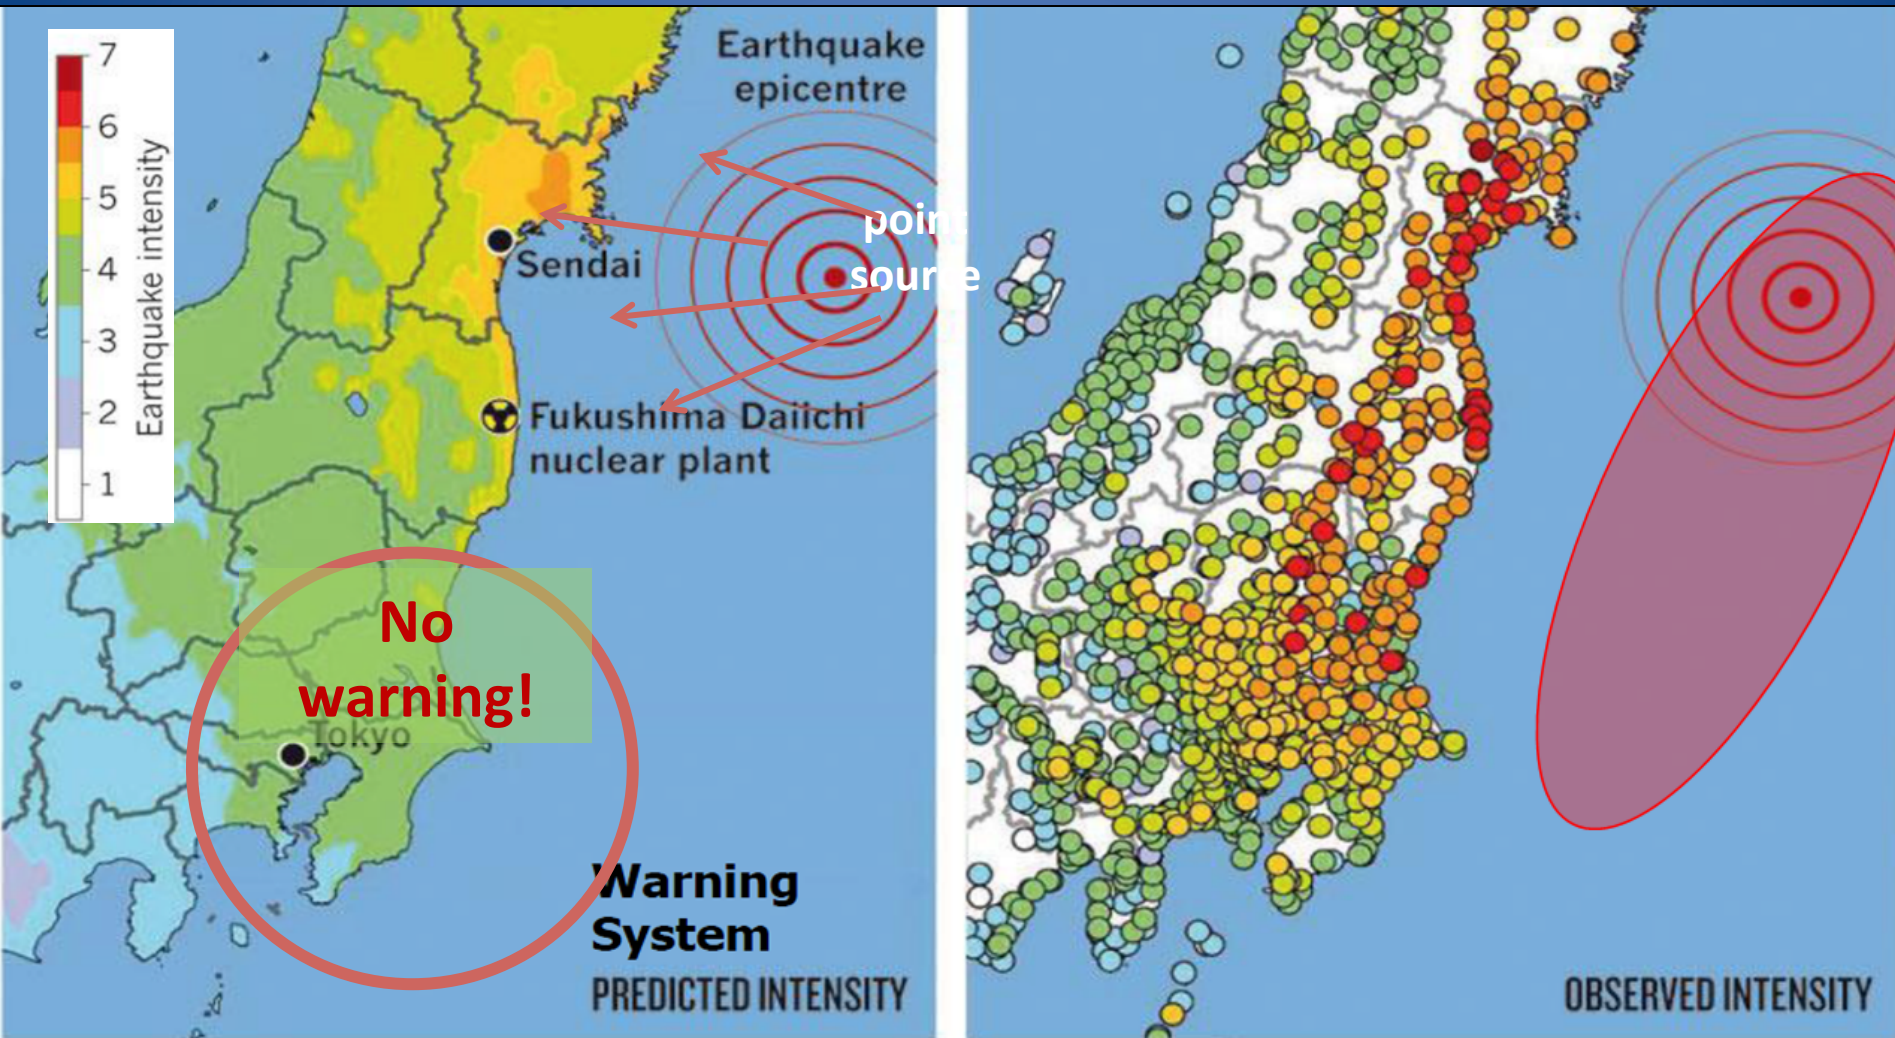 7
6
5
4
3
2
1
Earthquake intensity
Earthquake
epicentre
point
source
Sendai
Fukushima Daiichi
nuclear plant
No
warning!
Tokyo
Warning
System
PREDICTED INTENSITY
OBSERVED INTENSITY